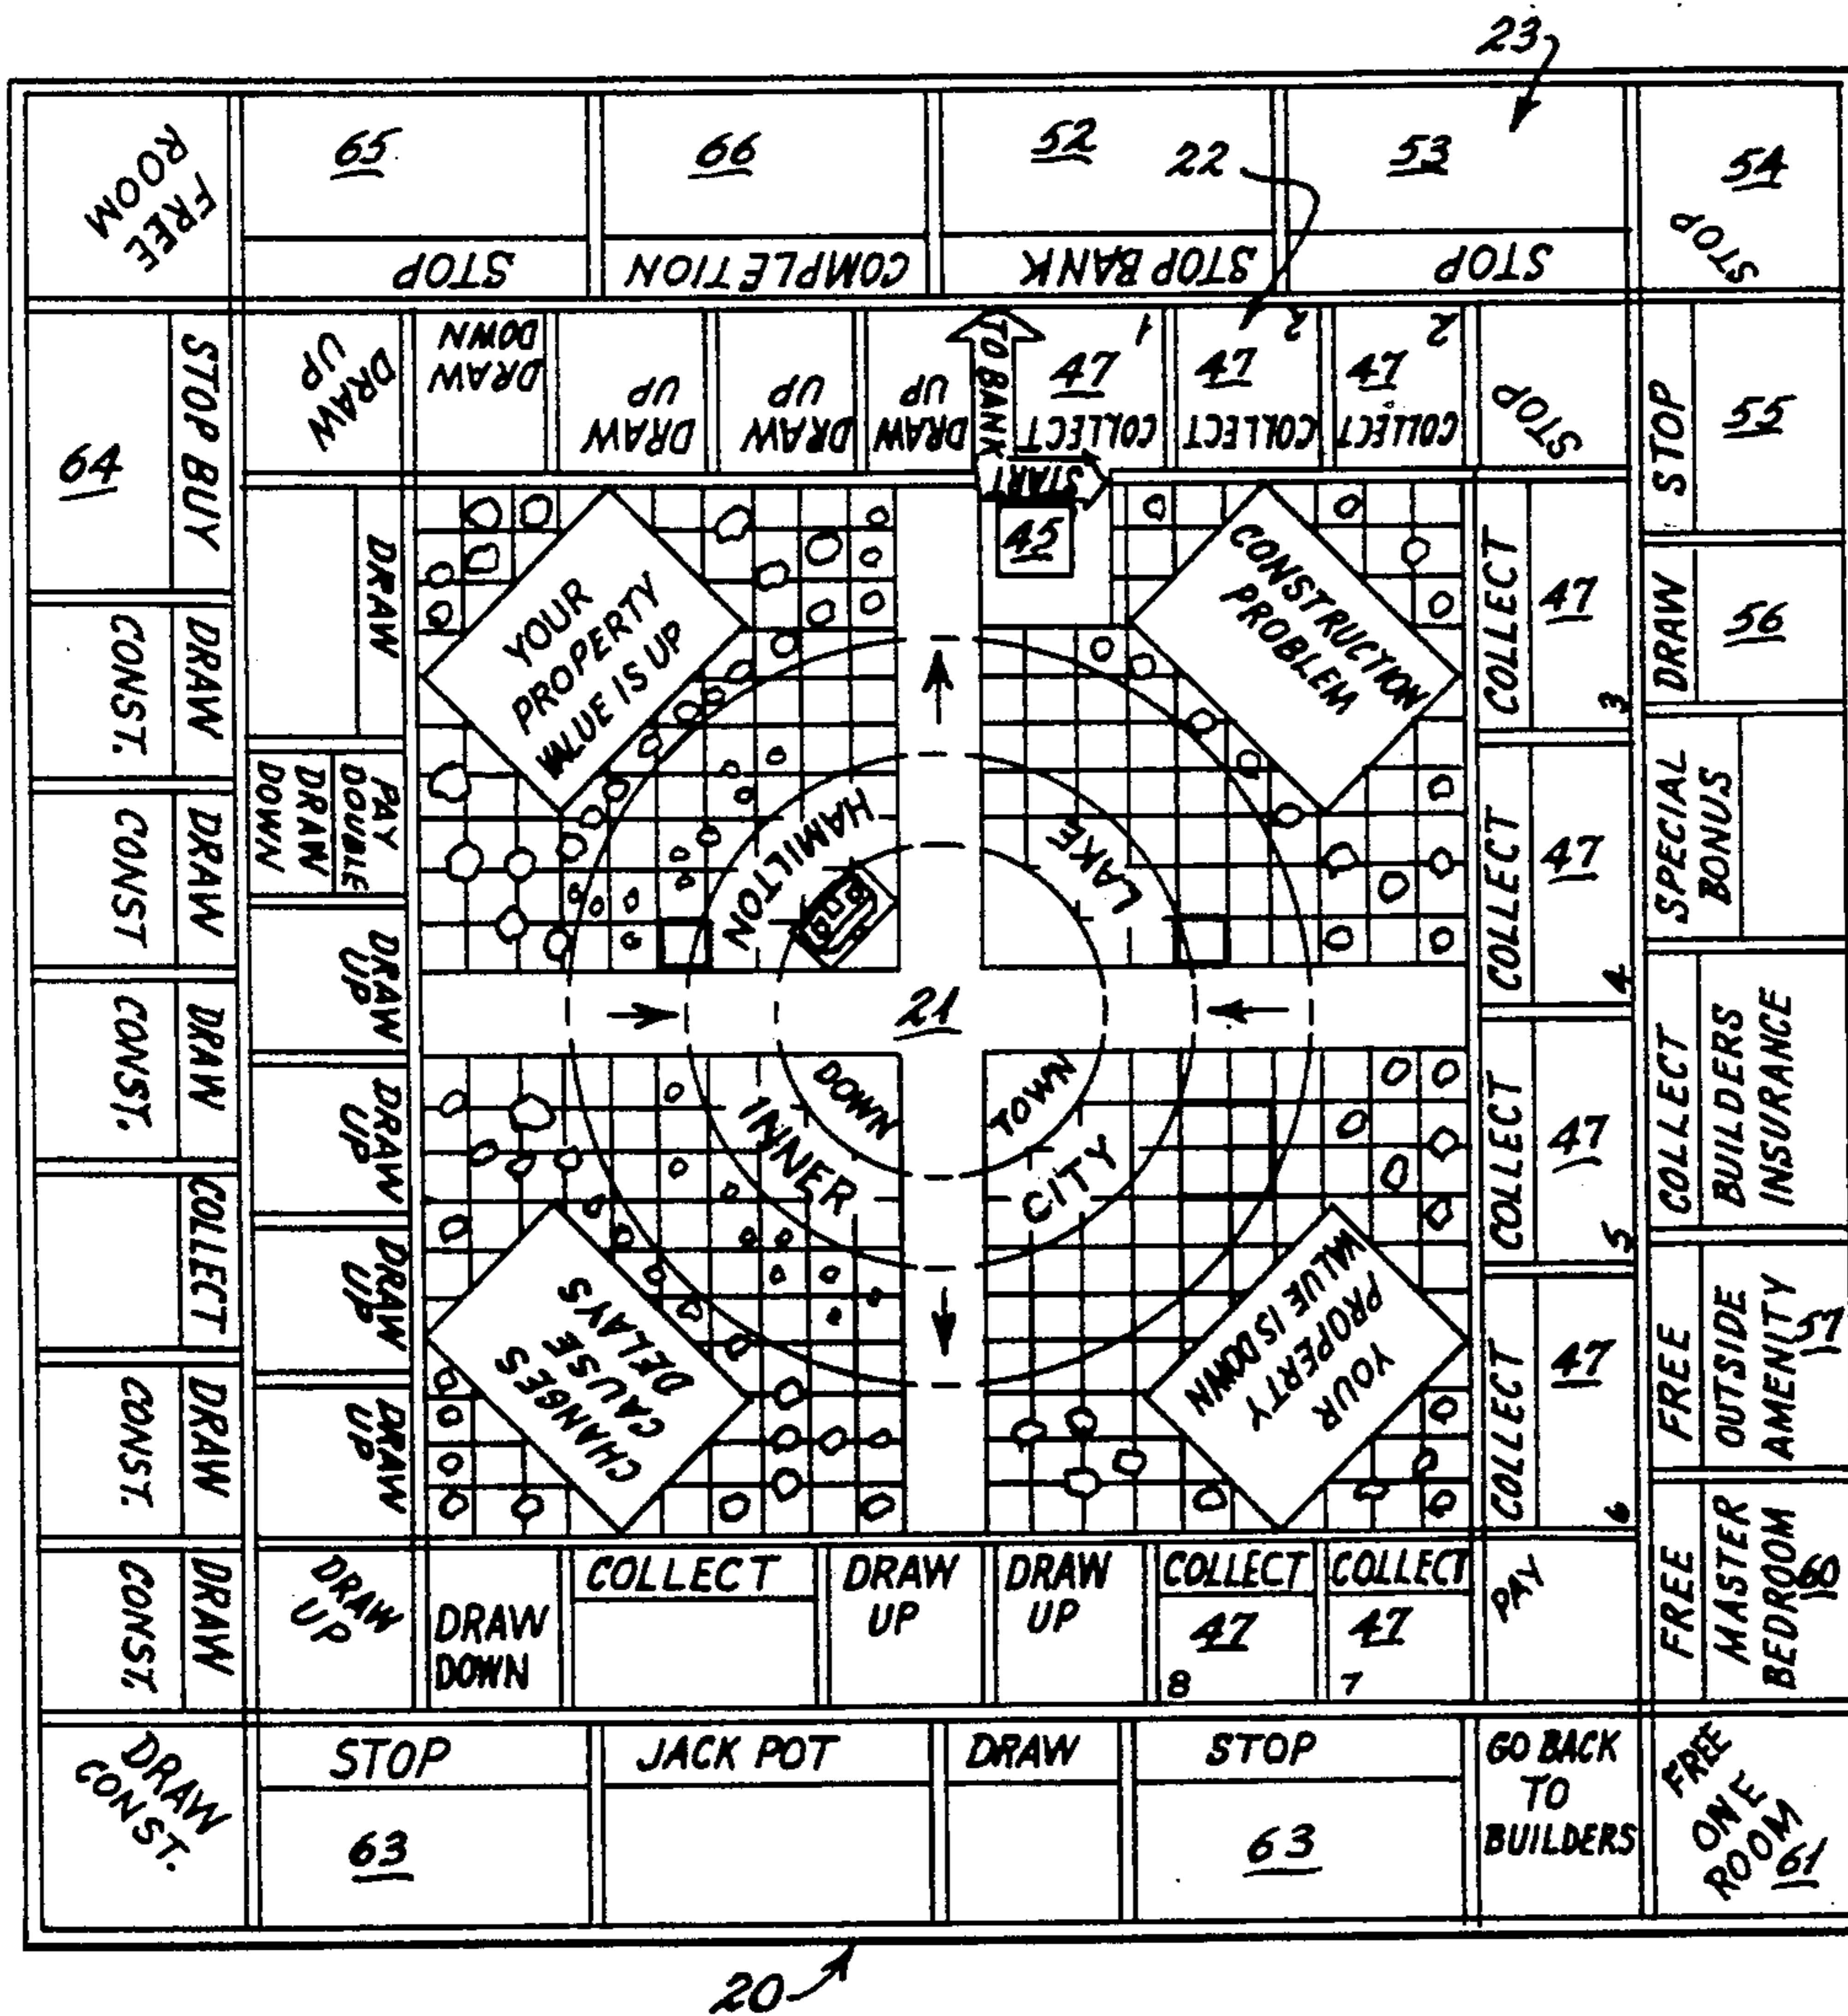 23
FREE
ROOM
65
66
52
22
53
54
STOP
STOP
COMPLETION
STOP BANK
STOP
64
STOP BUY
DRAW
UP
DRAW
DOWN
DRAW
UP
DRAW
UP
DRAW
UP
TO BANK
1
47
COLLECT
2
47
COLLECT
2
47
COLLECT
STOP
STOP
55
START
45
DRAW
YOUR
PROPERTY
VALUE IS UP
CONSTRUCTION
PROBLEM
COLLECT
47
3
DRAW
56
DRAW
CONST.
PAY
DOUBLE
DRAW
DOWN
COLLECT
47
4
SPECIAL
BONUS
DRAW
CONST
HAMILTON
LAKE
DRAW
UP
21
DRAW
CONST.
COLLECT
47
5
COLLECT
BUILDERS
INSURANCE
DRAW
UP
DOWN
TOWN
INNER
CITY
COLLECT
DRAW
UP
CHANGES
CAUSE
DELAYS
YOUR
PROPERTY
VALUE IS DOWN
COLLECT
47
6
FREE
OUTSIDE
AMENITY
57
DRAW
CONST.
DRAW
UP
DRAW
CONST.
DRAW
UP
DRAW
DOWN
COLLECT
DRAW
UP
DRAW
UP
COLLECT
47
8
COLLECT
47
7
PAY
FREE
MASTER
BEDROOM
60
DRAW
CONST.
STOP
63
JACK POT
DRAW
STOP
63
GO BACK
TO
BUILDERS
FREE
ONE
ROOM
61
20